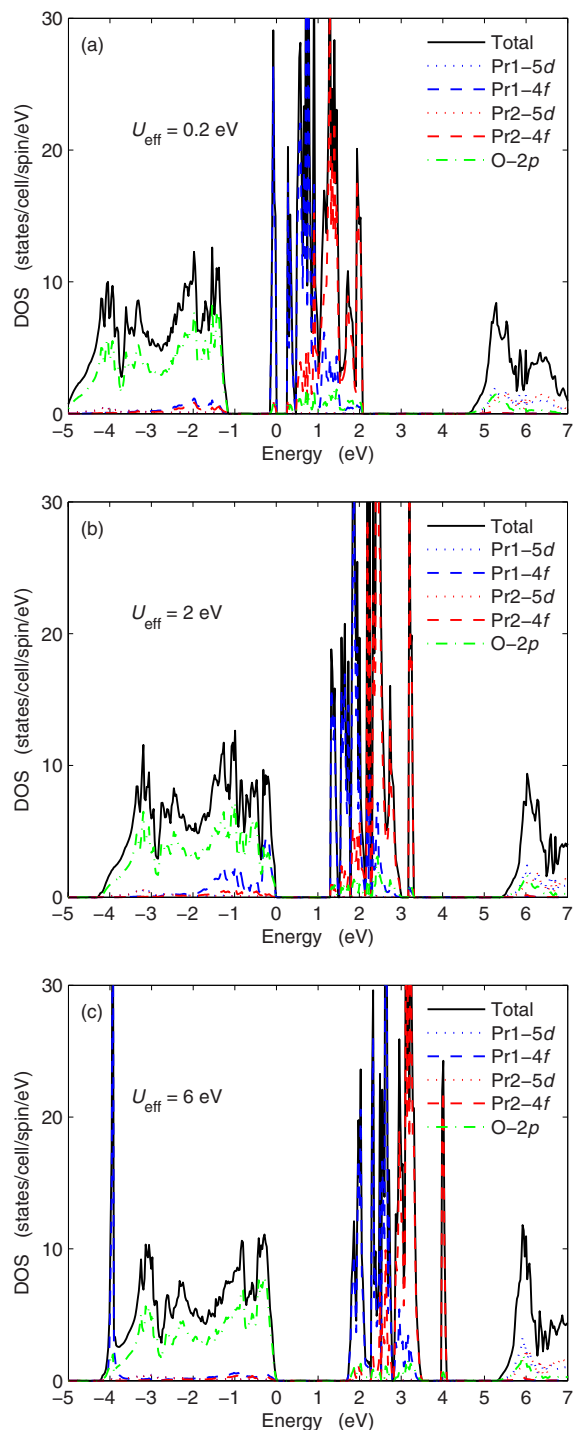 (a)
U_eff = 0.2 eV
Total
Pr1−5d
Pr1−4f
Pr2−5d
Pr2−4f
O−2p
DOS (states/cell/spin/eV)
30
20
10
0
−5 −4 −3 −2 −1 0 1 2 3 4 5 6 7
Energy (eV)
(b)
U_eff = 2 eV
Total
Pr1−5d
Pr1−4f
Pr2−5d
Pr2−4f
O−2p
DOS (states/cell/spin/eV)
30
20
10
0
−5 −4 −3 −2 −1 0 1 2 3 4 5 6 7
Energy (eV)
(c)
U_eff = 6 eV
Total
Pr1−5d
Pr1−4f
Pr2−5d
Pr2−4f
O−2p
DOS (states/cell/spin/eV)
30
20
10
0
−5 −4 −3 −2 −1 0 1 2 3 4 5 6 7
Energy (eV)